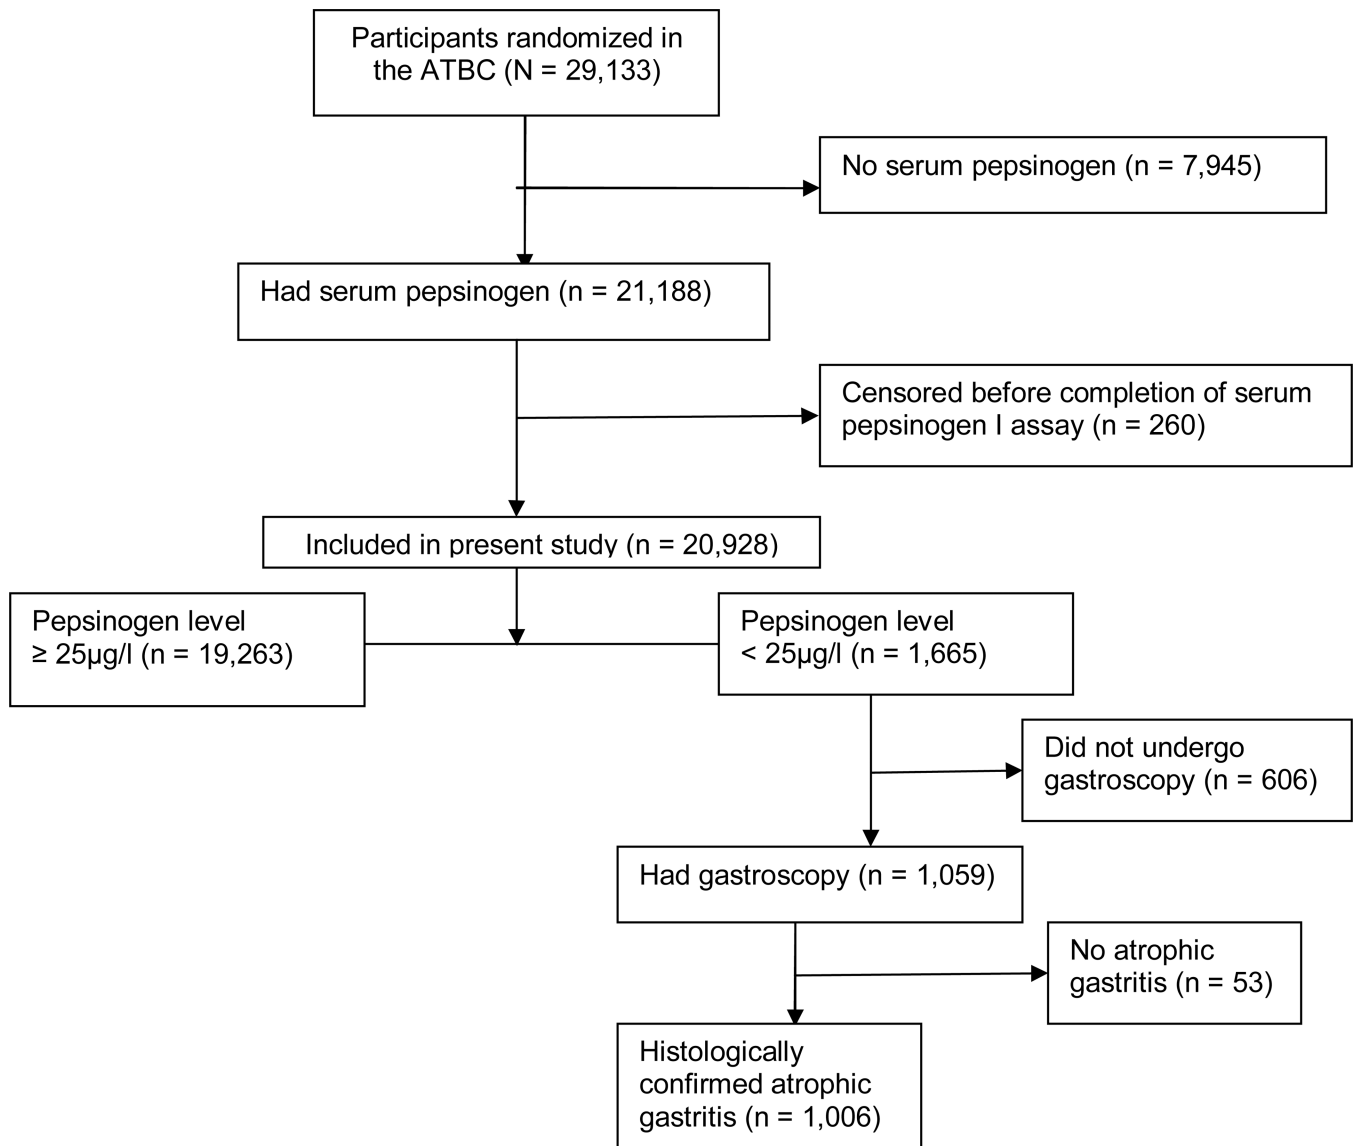 Participants randomized in
the ATBC (N = 29,133)
No serum pepsinogen (n = 7,945)
Had serum pepsinogen (n = 21,188)
Censored before completion of serum
pepsinogen I assay (n = 260)
Included in present study (n = 20,928)
Pepsinogen level
≥ 25µg/l (n = 19,263)
Pepsinogen level
< 25µg/l (n = 1,665)
Did not undergo
gastroscopy (n = 606)
Had gastroscopy (n = 1,059)
No atrophic
gastritis (n = 53)
Histologically
confirmed atrophic
gastritis (n = 1,006)